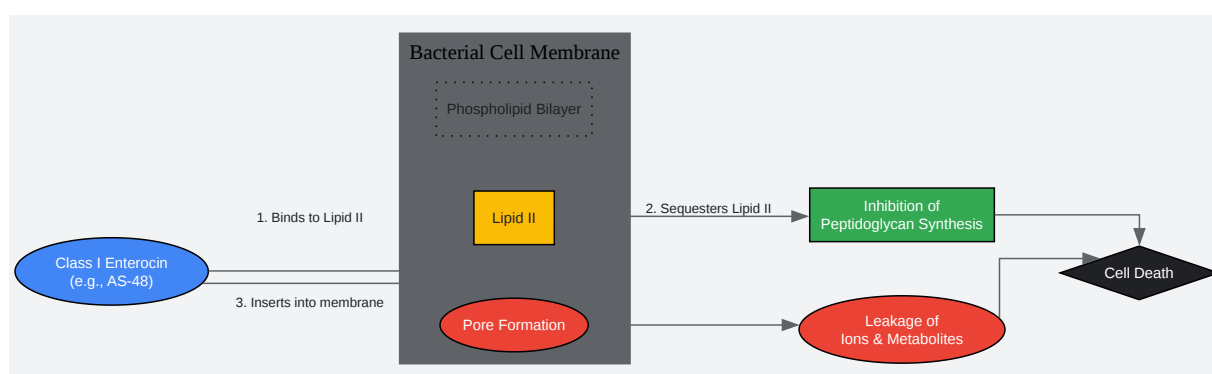 Bacterial Cell Membrane
Phospholipid Bilayer
1. Binds to Lipid II
Lipid II
2. Sequesters Lipid II
Inhibition of
Peptidoglycan Synthesis
Class I Enterocin
(e.g., AS-48)
3. Inserts into membrane
Pore Formation
Leakage of
Ions & Metabolites
Cell Death